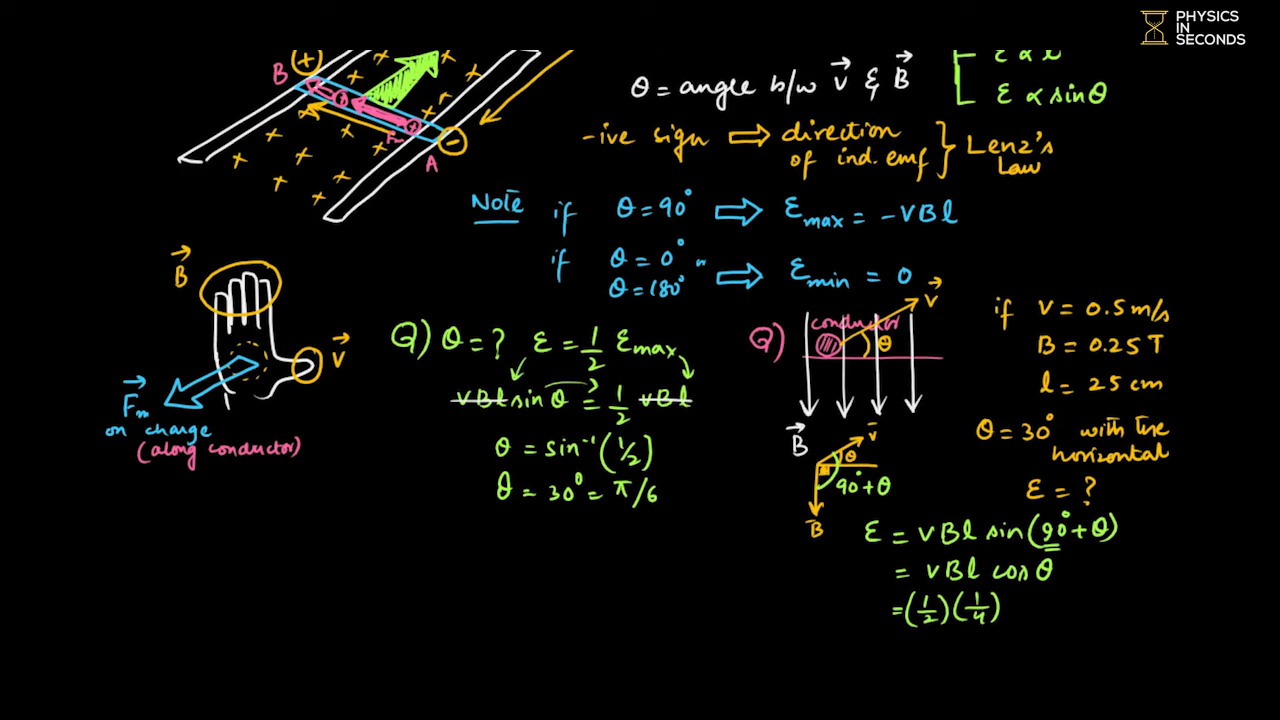 PHYSICS
IN
SECONDS
ε ∝ l
ε ∝ sinθ
θ = angle b/w v⃗ & B⃗
-ive sign ⇒ direction of ind. emf } Lenz's Law
Note if θ = 90° ⇒ εmax = -VBl
if θ = 0° or θ = 180° ⇒ εmin = 0
+
B
+
+
Fm
-
A
B⃗
V⃗
F⃗m
on charge
(along conductor)
Q) θ = ? ε = 1/2 εmax
vBl sinθ = 1/2 vBl
θ = sin⁻¹(1/2)
θ = 30° = π/6
Q) conductor
v⃗
θ
B⃗
v⃗
θ
90° + θ
B⃗
if V = 0.5 m/s
B = 0.25 T
l = 25 cm
θ = 30° with the
horizontal
ε = ?
ε = vBl sin(90° + θ)
= vBl cosθ
= (1/2)(1/4)